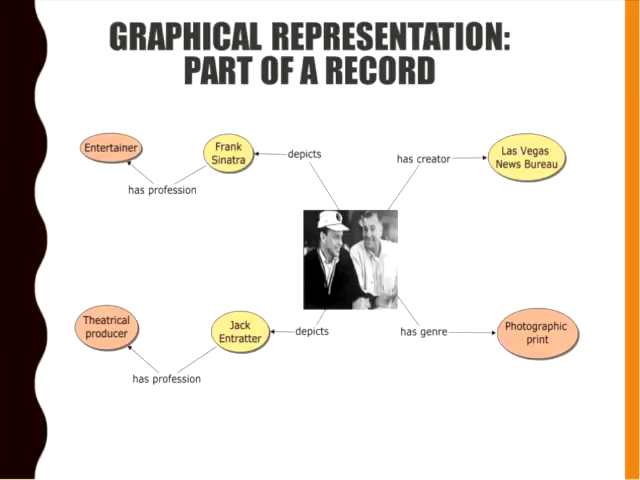 GRAPHICAL REPRESENTATION:
PART OF A RECORD
Entertainer
Frank
Sinatra
depicts
has creator
Las Vegas
News Bureau
has profession
Theatrical
producer
Jack
Entratter
depicts
has genre
Photographic
print
has profession